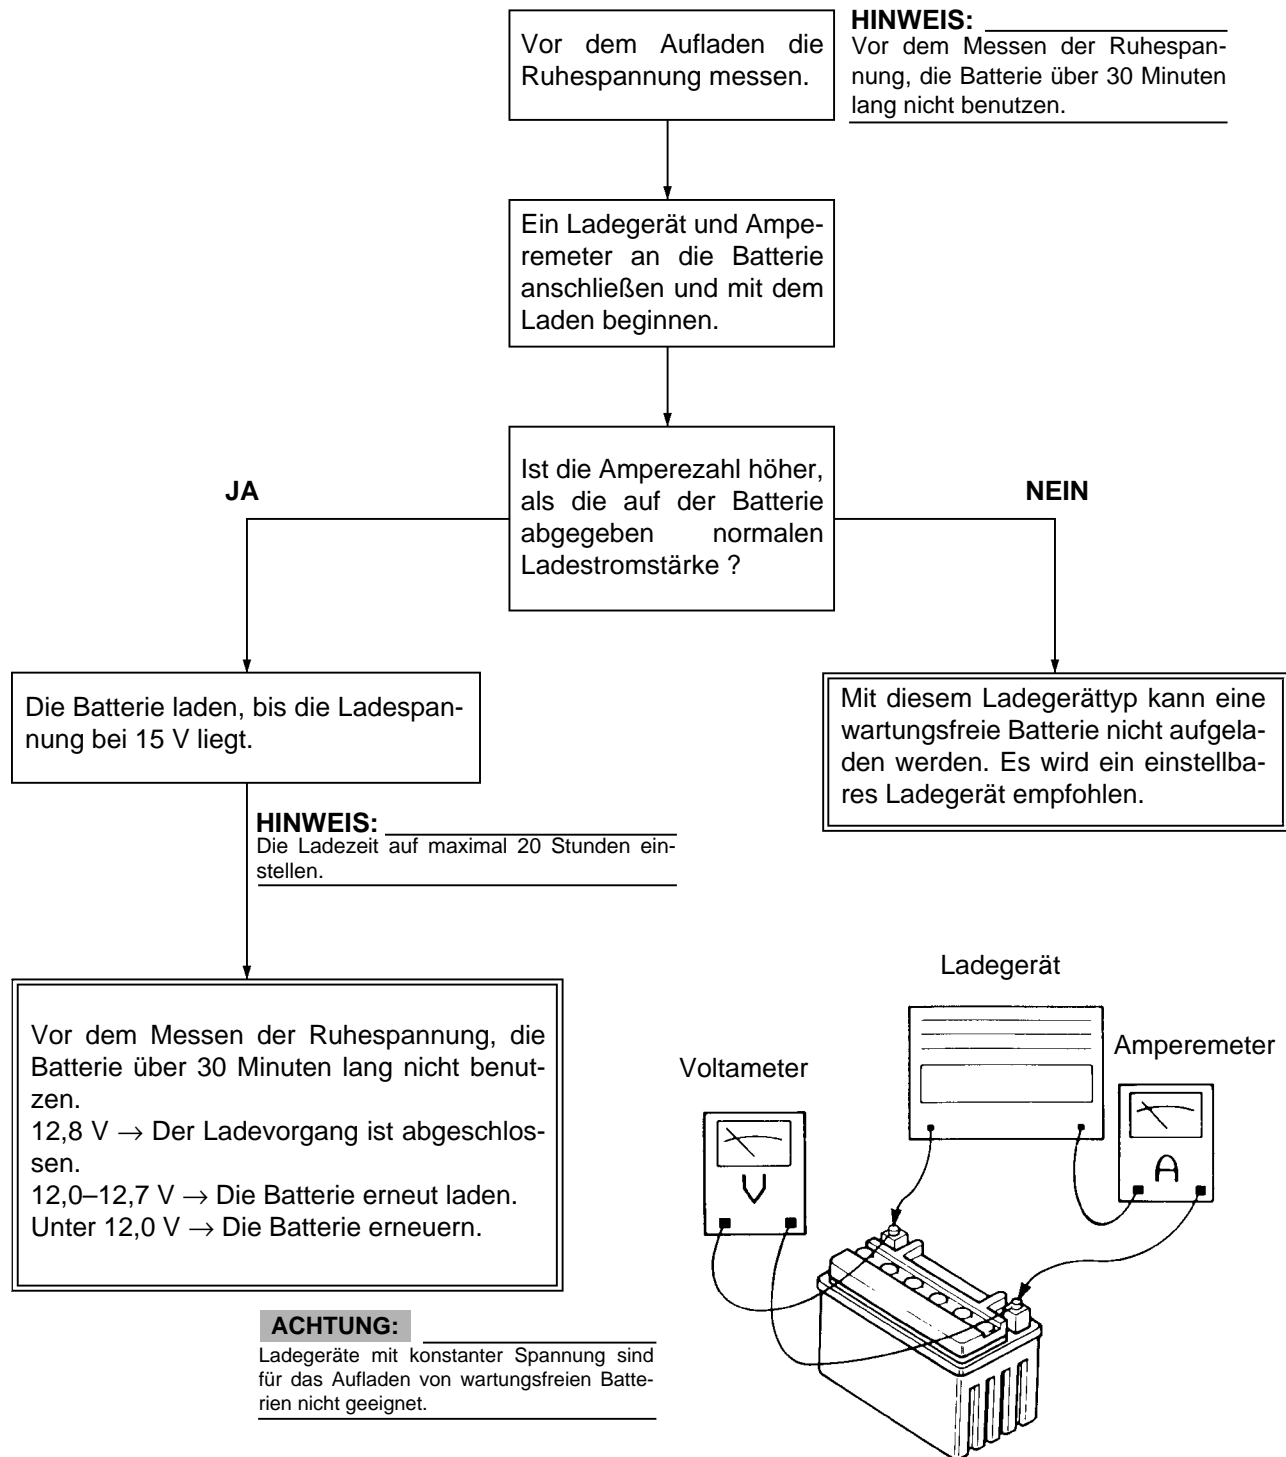 Vor dem Aufladen die
Ruhespannung messen.
HINWEIS:
Vor dem Messen der Ruhespan-
nung, die Batterie über 30 Minuten
lang nicht benutzen.
Ein Ladegerät und Ampe-
remeter an die Batterie
anschließen und mit dem
Laden beginnen.
Ist die Amperezahl höher,
als die auf der Batterie
abgegeben normalen
Ladestromstärke ?
JA
NEIN
Die Batterie laden, bis die Ladespan-
nung bei 15 V liegt.
Mit diesem Ladegerättyp kann eine
wartungsfreie Batterie nicht aufgela-
den werden. Es wird ein einstellba-
res Ladegerät empfohlen.
HINWEIS:
Die Ladezeit auf maximal 20 Stunden ein-
stellen.
Vor dem Messen der Ruhespannung, die
Batterie über 30 Minuten lang nicht benut-
zen.
12,8 V → Der Ladevorgang ist abgeschlos-
sen.
12,0–12,7 V → Die Batterie erneut laden.
Unter 12,0 V → Die Batterie erneuern.
ACHTUNG:
Ladegeräte mit konstanter Spannung sind
für das Aufladen von wartungsfreien Batte-
rien nicht geeignet.
Ladegerät
Voltameter
Amperemeter
V
A